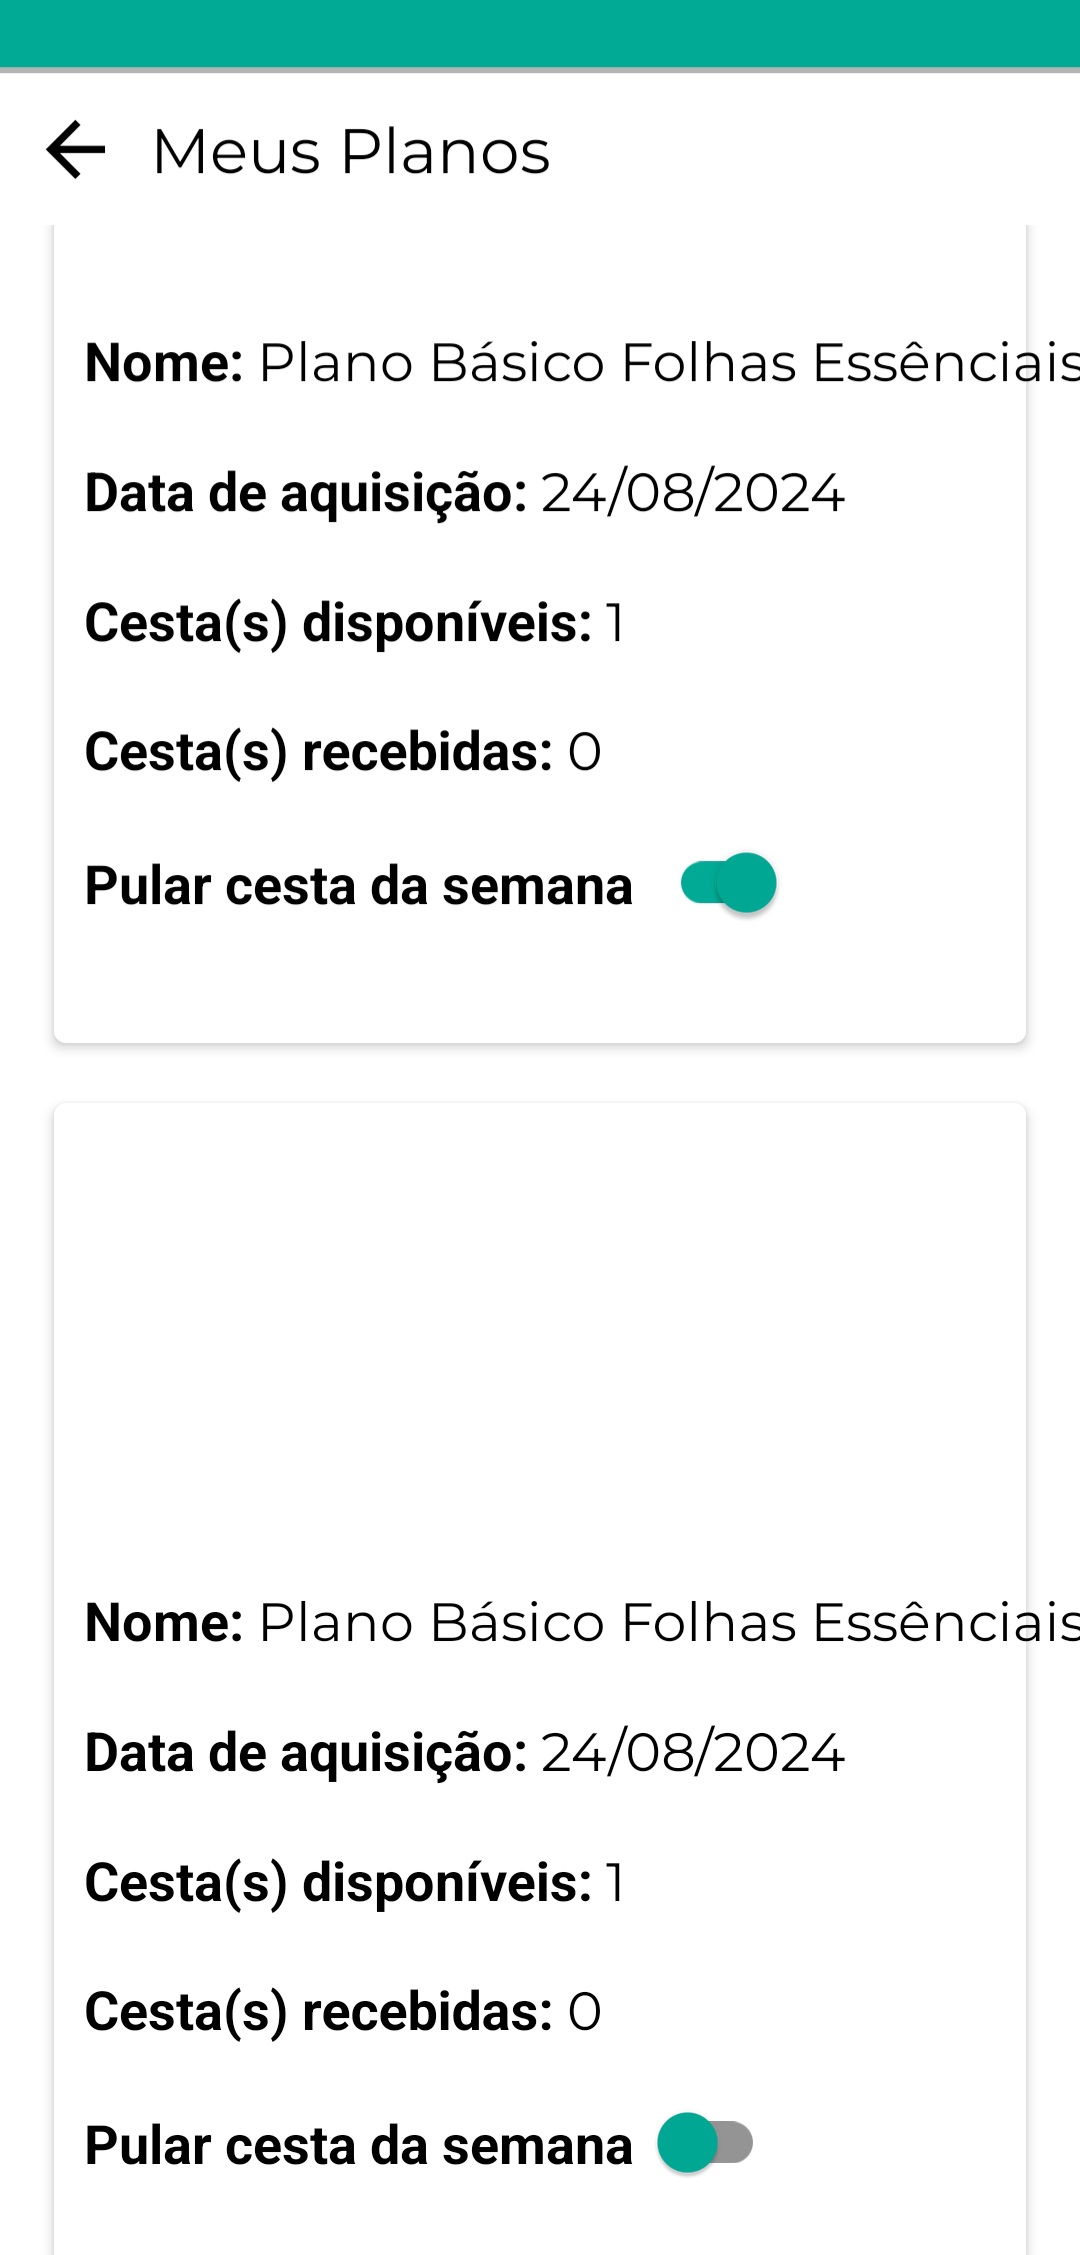 Meus Planos
Nome: Plano Básico Folhas Essênciais
Data de aquisição: 24/08/2024
Cesta(s) disponíveis: 1
Cesta(s) recebidas: 0
Pular cesta da semana
Nome: Plano Básico Folhas Essênciais
Data de aquisição: 24/08/2024
Cesta(s) disponíveis: 1
Cesta(s) recebidas: 0
Pular cesta da semana